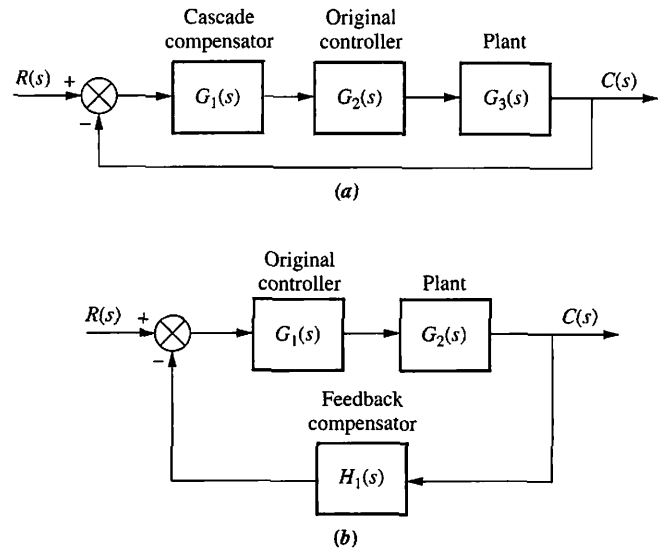 Cascade
compensator
Original
controller
Plant
R(s)
+
G₁(s)
G₂(s)
G₃(s)
C(s)
−
(a)
Original
controller
Plant
R(s)
+
G₁(s)
G₂(s)
C(s)
−
Feedback
compensator
H₁(s)
(b)